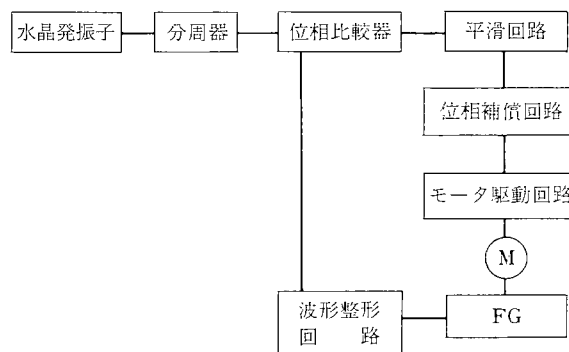 水晶発振子
分周器
位相比較器
平滑回路
位相補償回路
モータ駆動回路
M
波形整形
回路
FG